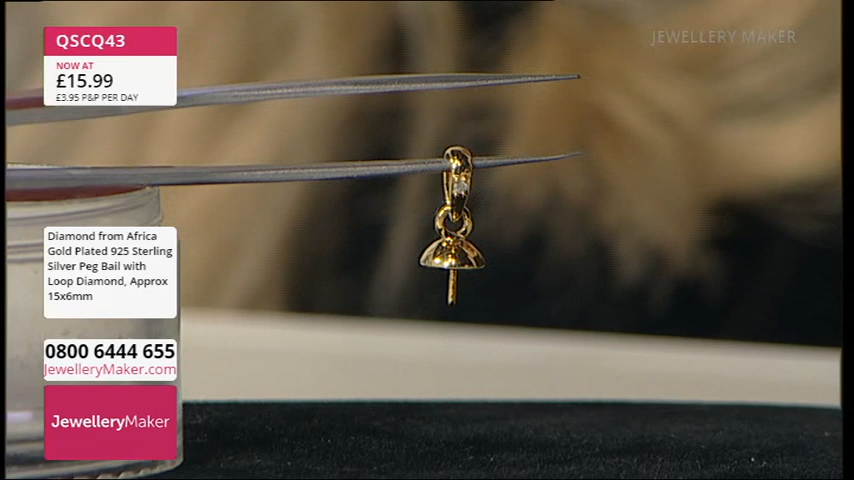 QSCQ43
NOW AT
£15.99
£3.95 P&P PER DAY
JEWELLERY MAKER
Diamond from Africa
Gold Plated 925 Sterling
Silver Peg Bail with
Loop Diamond, Approx
15x6mm
0800 6444 655
JewelleryMaker.com
JewelleryMaker